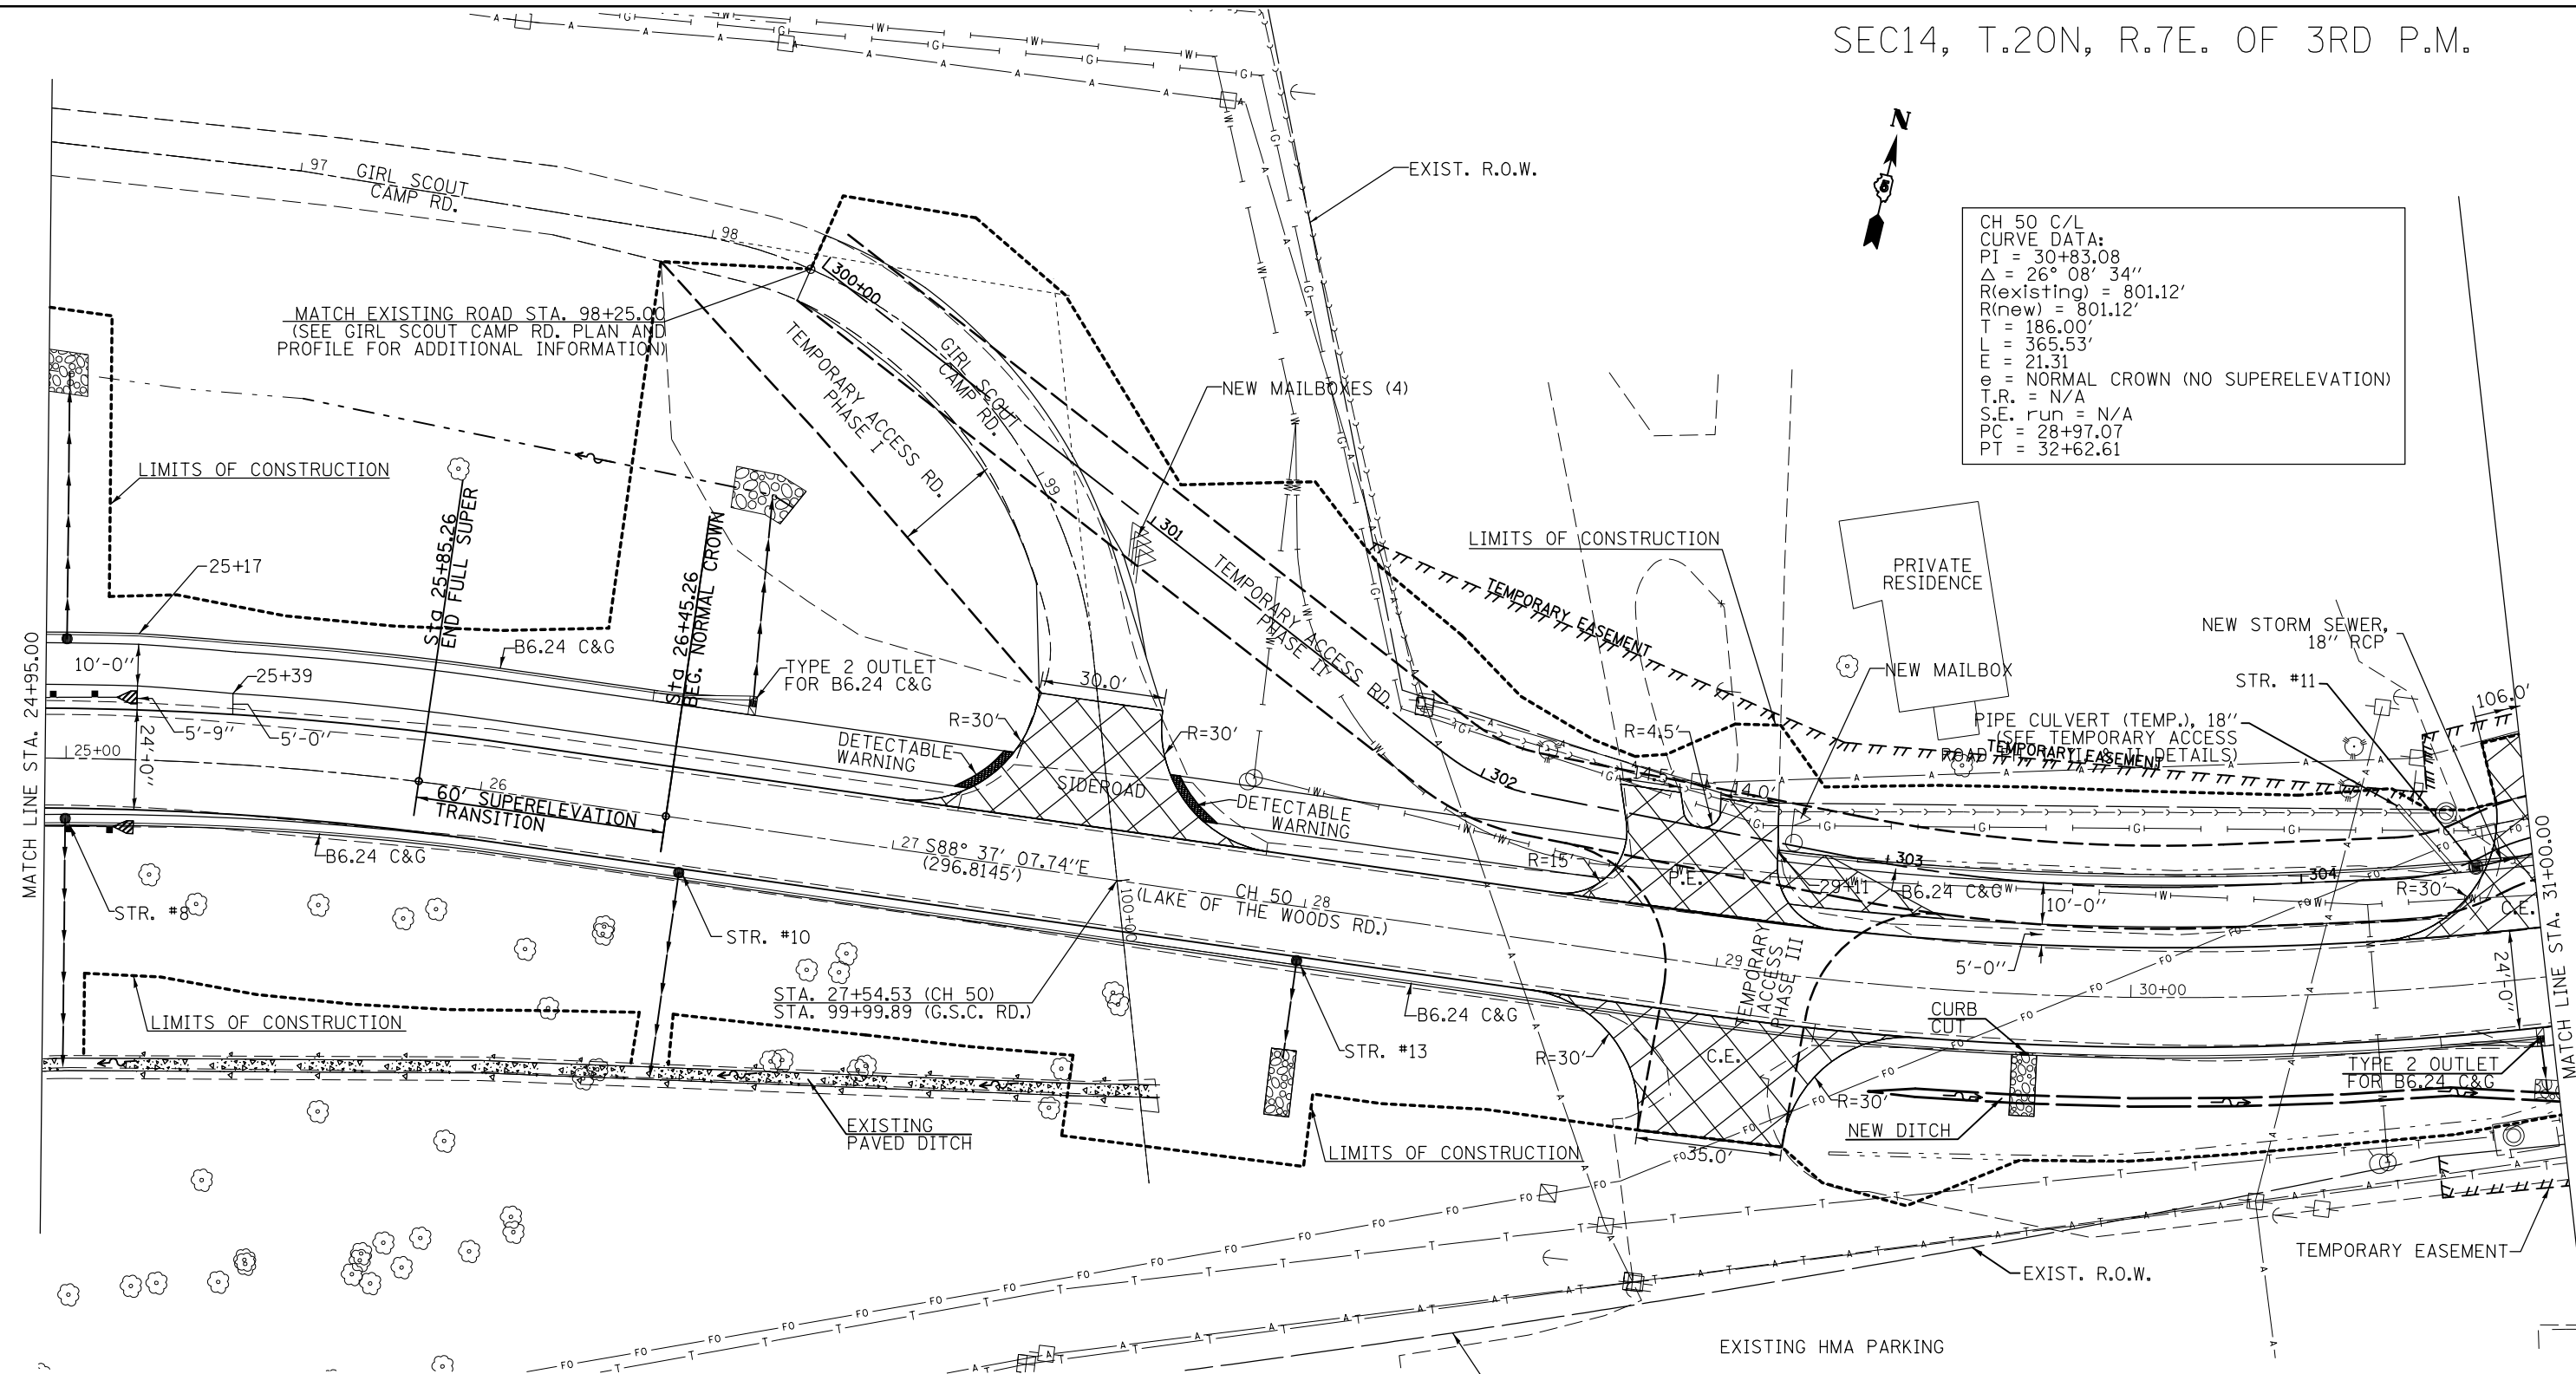 SEC14, T.20N, R.7E. OF 3RD P.M.
N
CH 50 C/L
CURVE DATA:
PI = 30+83.08
Δ = 26° 08' 34"
R(existing) = 801.12'
R(new) = 801.12'
T = 186.00'
L = 365.53'
E = 21.31
e = NORMAL CROWN (NO SUPERELEVATION)
T.R. = N/A
S.E. run = N/A
PC = 28+97.07
PT = 32+62.61
EXIST. R.O.W.
97
GIRL SCOUT
CAMP RD.
98
300+00
MATCH EXISTING ROAD STA. 98+25.00
(SEE GIRL SCOUT CAMP RD. PLAN AND
PROFILE FOR ADDITIONAL INFORMATION)
TEMPORARY ACCESS RD.
PHASE I
GIRL SCOUT
CAMP RD.
99
NEW MAILBOXES (4)
301
TEMPORARY ACCESS RD.
PHASE II
LIMITS OF CONSTRUCTION
LIMITS OF CONSTRUCTION
TEMPORARY EASEMENT
PRIVATE
RESIDENCE
NEW MAILBOX
NEW STORM SEWER,
18" RCP
STR. #11
106.0'
PIPE CULVERT (TEMP.), 18"
(SEE TEMPORARY ACCESS
TEMPORARY EASEMENT
25+17
Sta 25+85.26
END FULL SUPER
Sta 26+45.26
BEG. NORMAL CROWN
B6.24 C&G
TYPE 2 OUTLET
FOR B6.24 C&G
10'-0"
25+39
5'-9"
5'-0"
24'-0"
25+00
26
60' SUPERELEVATION
TRANSITION
MATCH LINE STA. 24+95.00
30.0'
R=30'
R=30'
DETECTABLE
WARNING
SIDEROAD
DETECTABLE
WARNING
302
R=4.5'
14.5'
14.0'
R=15'
P.E.
29+11
303
B6.24 C&G
304
10'-0"
R=30'
C.E.
MATCH LINE STA. 31+00.00
B6.24 C&G
27 S88° 37' 07.74"E
(296.8145')
CH 50
28
(LAKE OF THE WOODS RD.)
100+00
STR. #8
STR. #10
STA. 27+54.53 (CH 50)
STA. 99+99.89 (G.S.C. RD.)
29
TEMPORARY
ACCESS
PHASE III
5'-0"
30+00
24'-0"
LIMITS OF CONSTRUCTION
STR. #13
B6.24 C&G
R=30'
C.E.
R=30'
CURB
CUT
TYPE 2 OUTLET
FOR B6.24 C&G
NEW DITCH
EXISTING
PAVED DITCH
LIMITS OF CONSTRUCTION
35.0'
TEMPORARY EASEMENT
EXIST. R.O.W.
EXISTING HMA PARKING